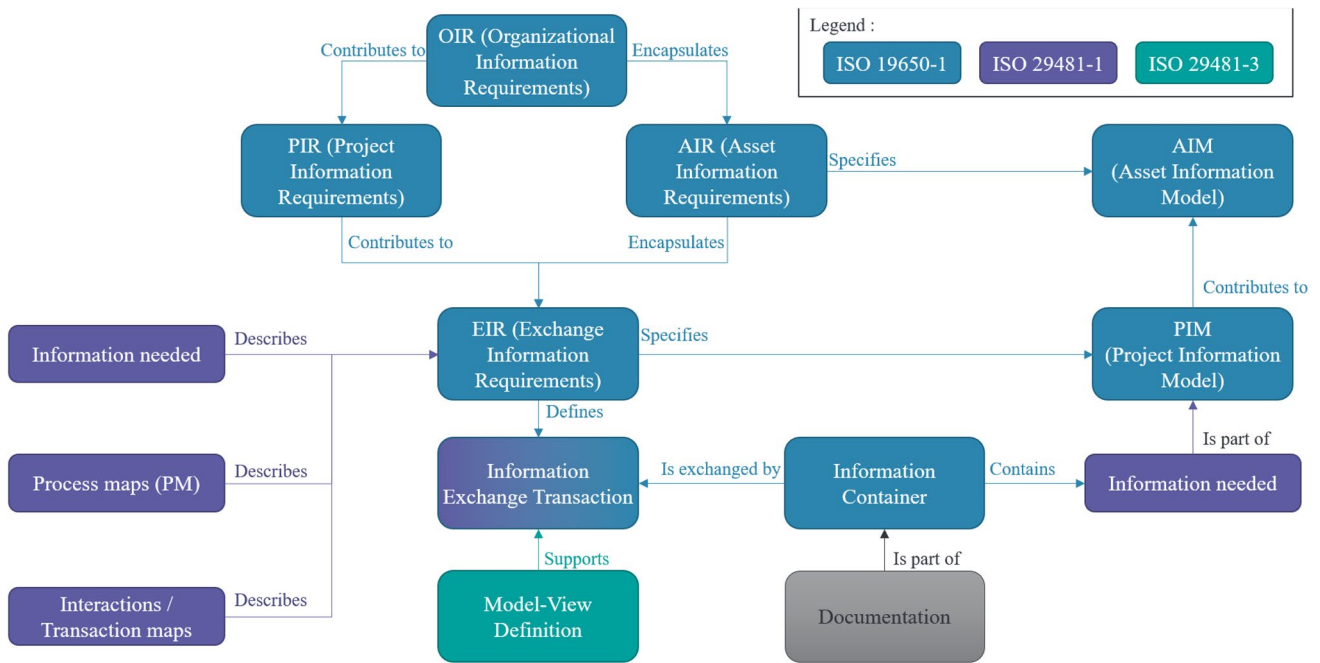 OIR (Organizational
Information
Requirements)
Contributes to
Encapsulates
Legend :
ISO 19650-1
ISO 29481-1
ISO 29481-3
PIR (Project
Information
Requirements)
AIR (Asset
Information
Requirements)
Specifies
AIM
(Asset Information
Model)
Contributes to
Encapsulates
Contributes to
Information needed
Describes
EIR (Exchange
Information
Requirements)
Specifies
PIM
(Project Information
Model)
Defines
Is part of
Process maps (PM)
Describes
Information
Exchange Transaction
Is exchanged by
Information
Container
Contains
Information needed
Supports
Is part of
Interactions /
Transaction maps
Describes
Model-View
Definition
Documentation